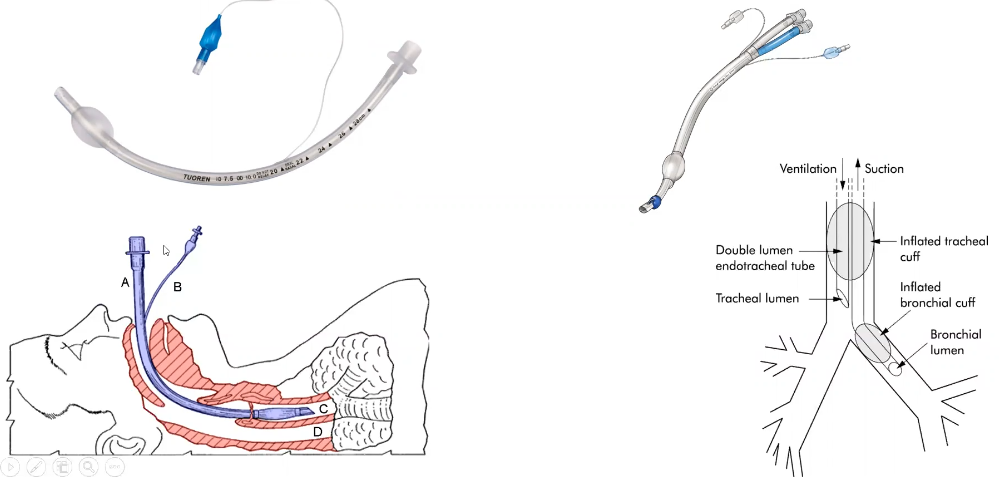 TUOREN ID 7.5 OD 10.0 20 22 24 26 28cm
A
B
C
D
Ventilation
Suction
Double lumen
endotracheal tube
Inflated tracheal
cuff
Tracheal lumen
Inflated
bronchial cuff
Bronchial
lumen